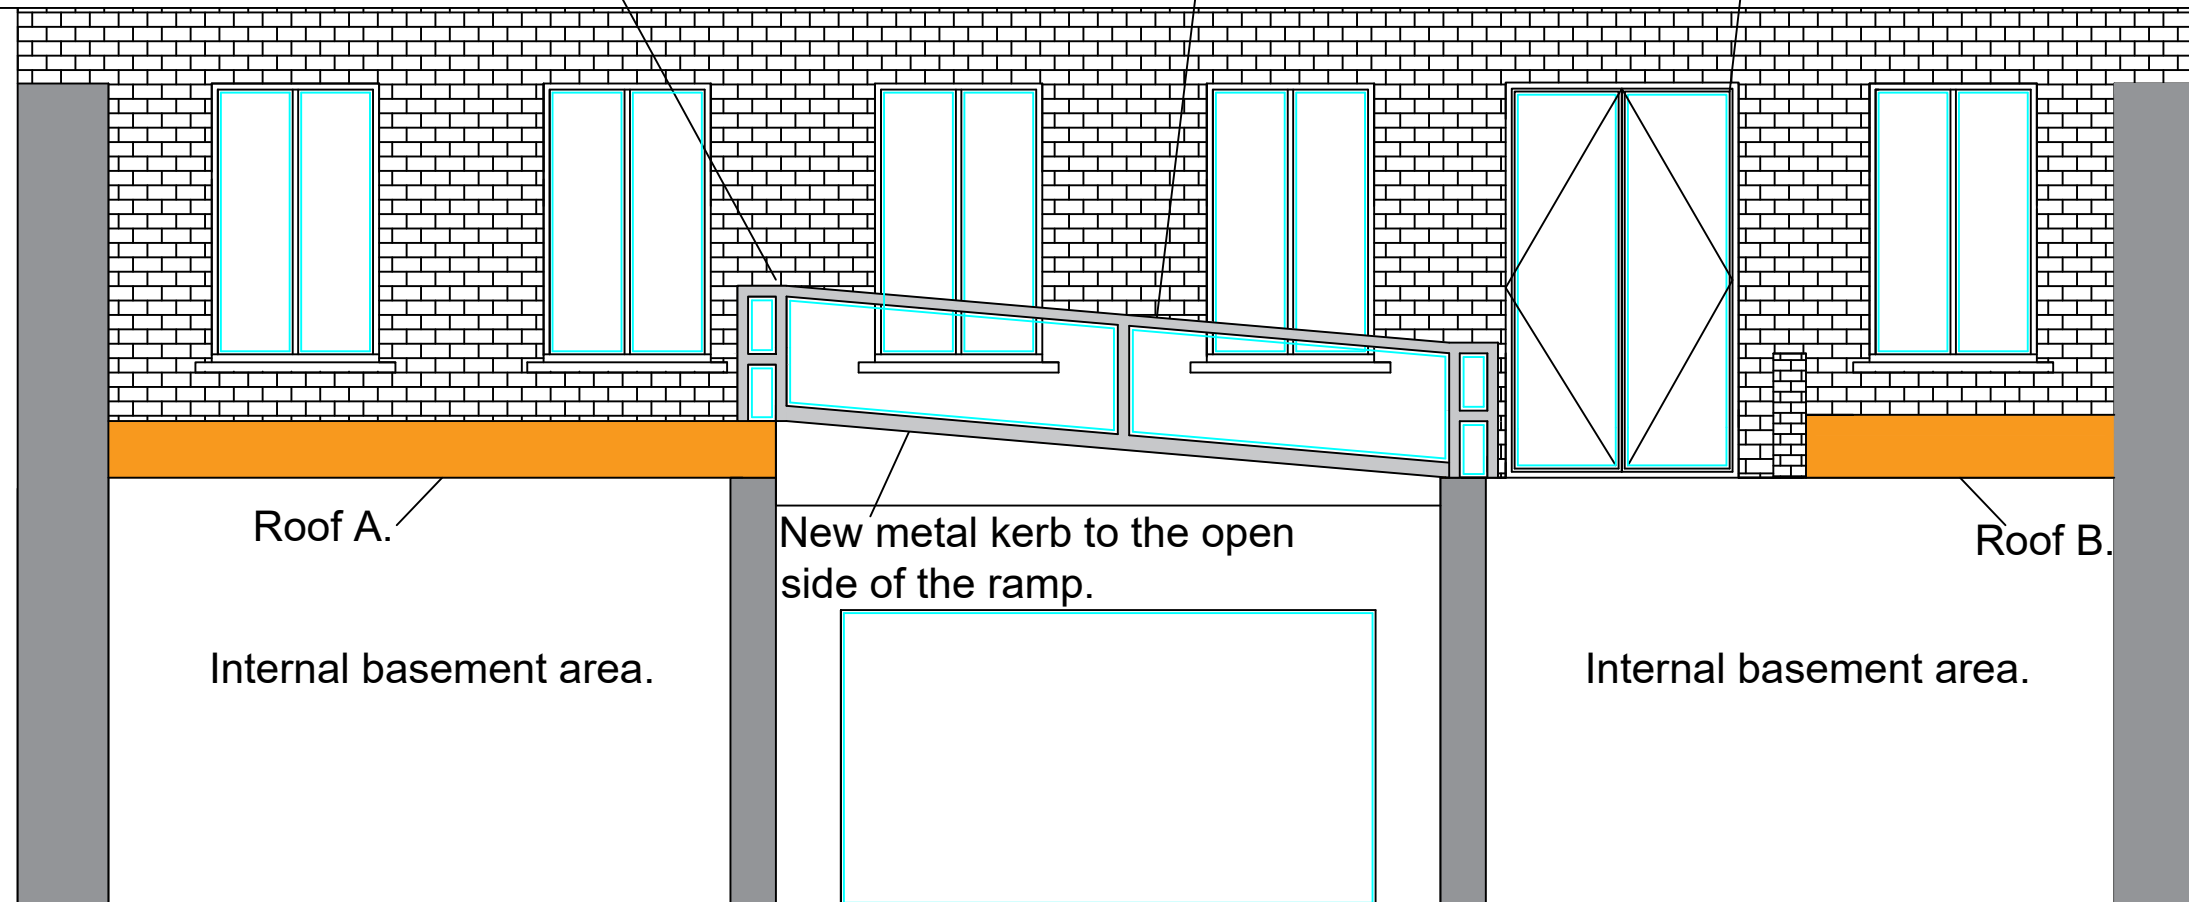 Roof A.
New metal kerb to the open
side of the ramp.
Roof B.
Internal basement area.
Internal basement area.